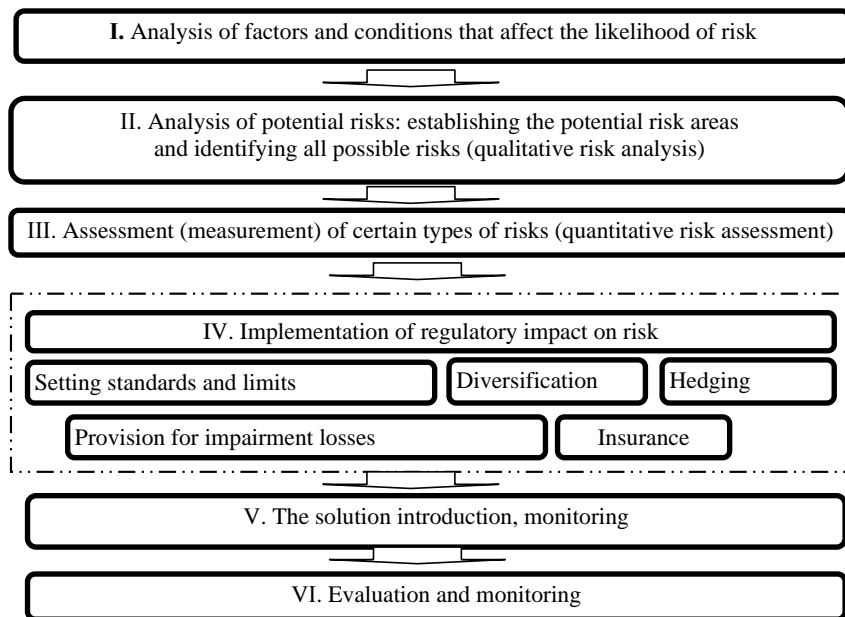 I. Analysis of factors and conditions that affect the likelihood of risk
II. Analysis of potential risks: establishing the potential risk areas
and identifying all possible risks (qualitative risk analysis)
III. Assessment (measurement) of certain types of risks (quantitative risk assessment)
IV. Implementation of regulatory impact on risk
Setting standards and limits
Diversification
Hedging
Provision for impairment losses
Insurance
V. The solution introduction, monitoring
VI. Evaluation and monitoring